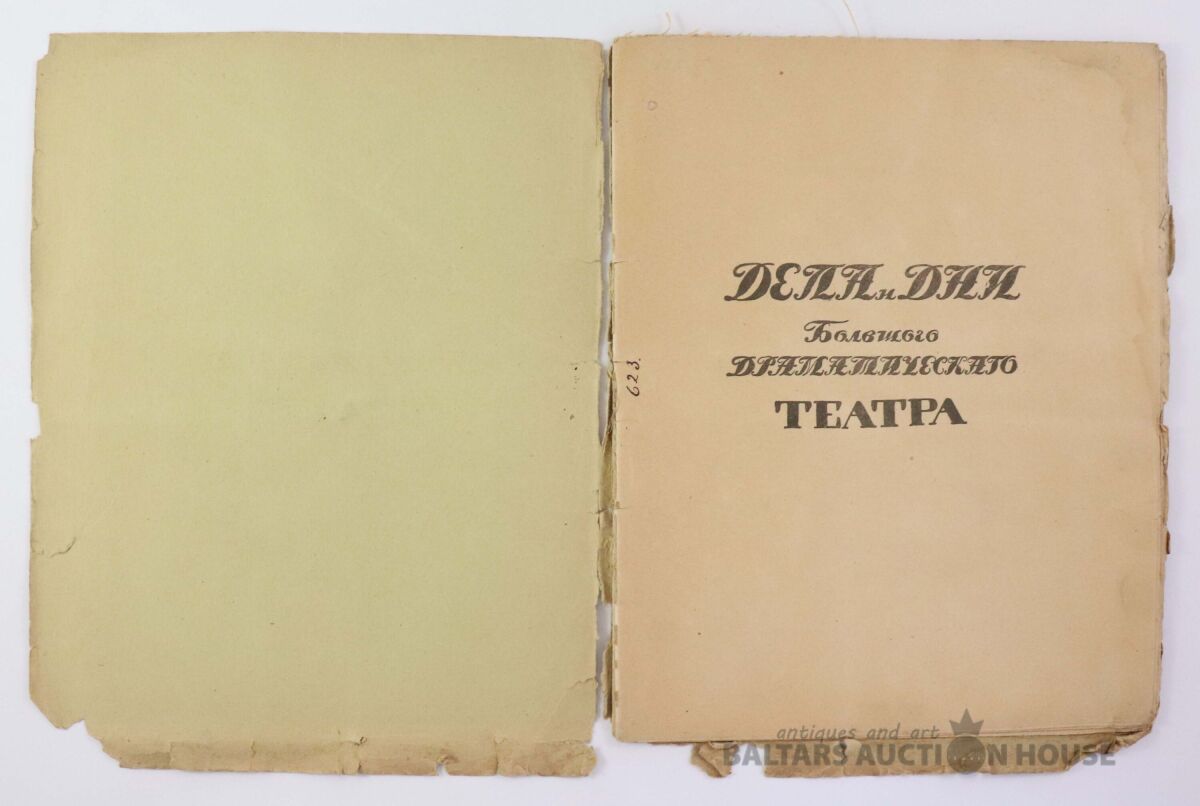 ДЕЛА и ДНИ
Большого
ДРАМАТИЧЕСКАГО
ТЕАТРА
623.
antiques and art
BALTARS AUCTION HOUSE